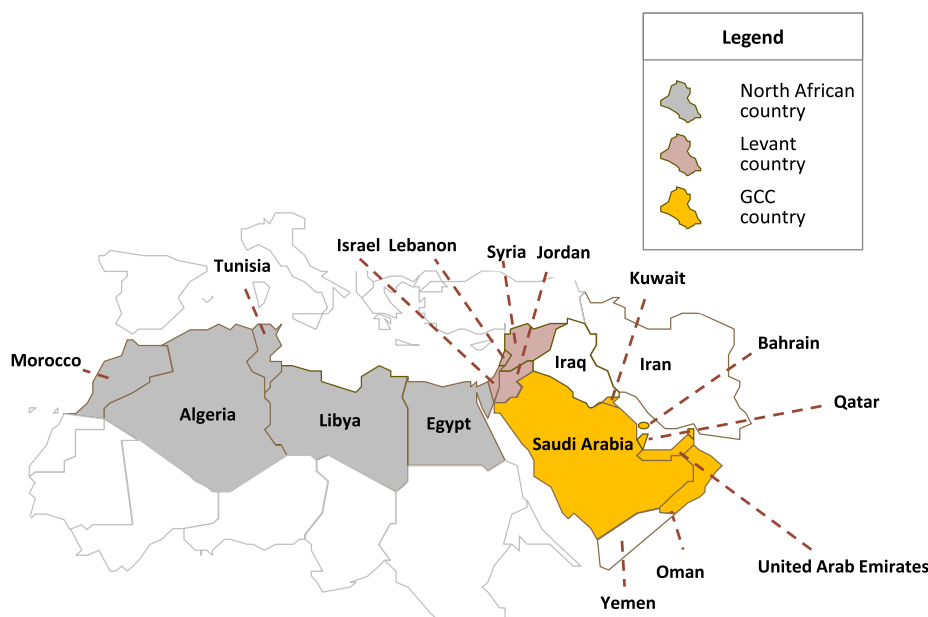 Legend
North African
country
Levant
country
GCC
country
Israel
Lebanon
Syria
Jordan
Tunisia
Kuwait
Bahrain
Morocco
Iraq
Iran
Qatar
Algeria
Libya
Egypt
Saudi Arabia
United Arab Emirates
Oman
Yemen